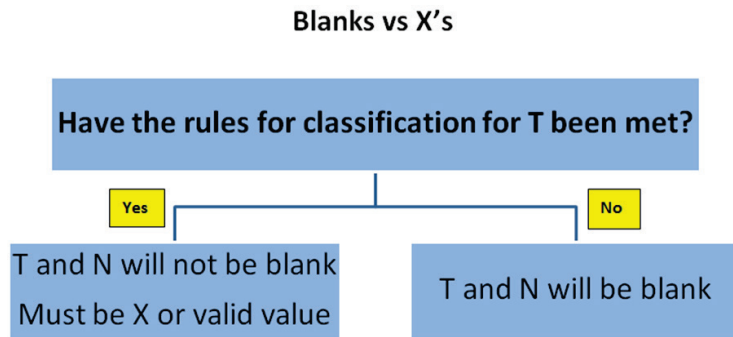 Blanks vs X's
Have the rules for classification for T been met?
Yes
No
T and N will not be blank
Must be X or valid value
T and N will be blank